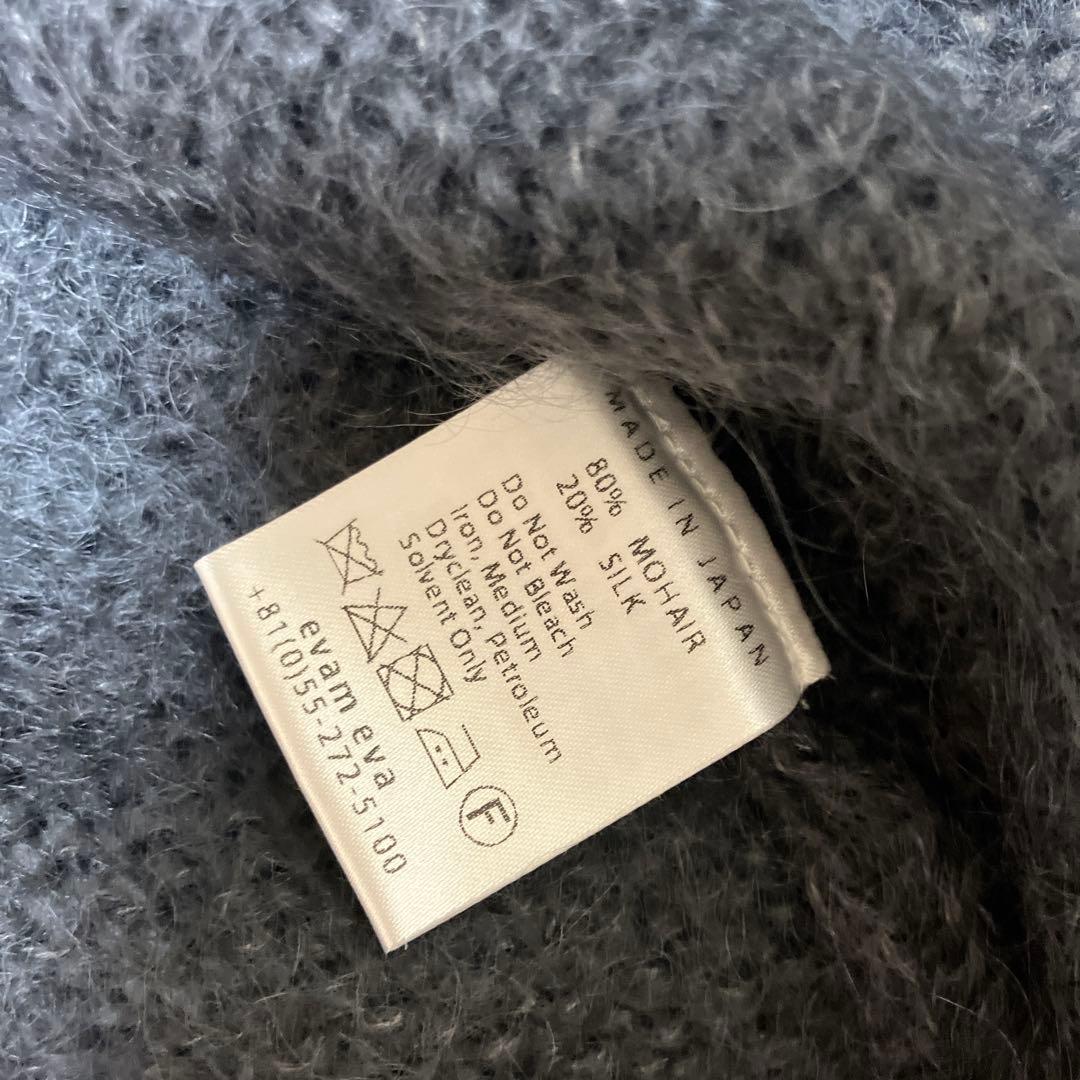 MADE IN JAPAN
80% MOHAIR
20% SILK
Do Not Wash
Do Not Bleach
Iron, Medium
Dryclean, Petroleum
Solvent Only
F
evam eva
+81(0)55-272-5100